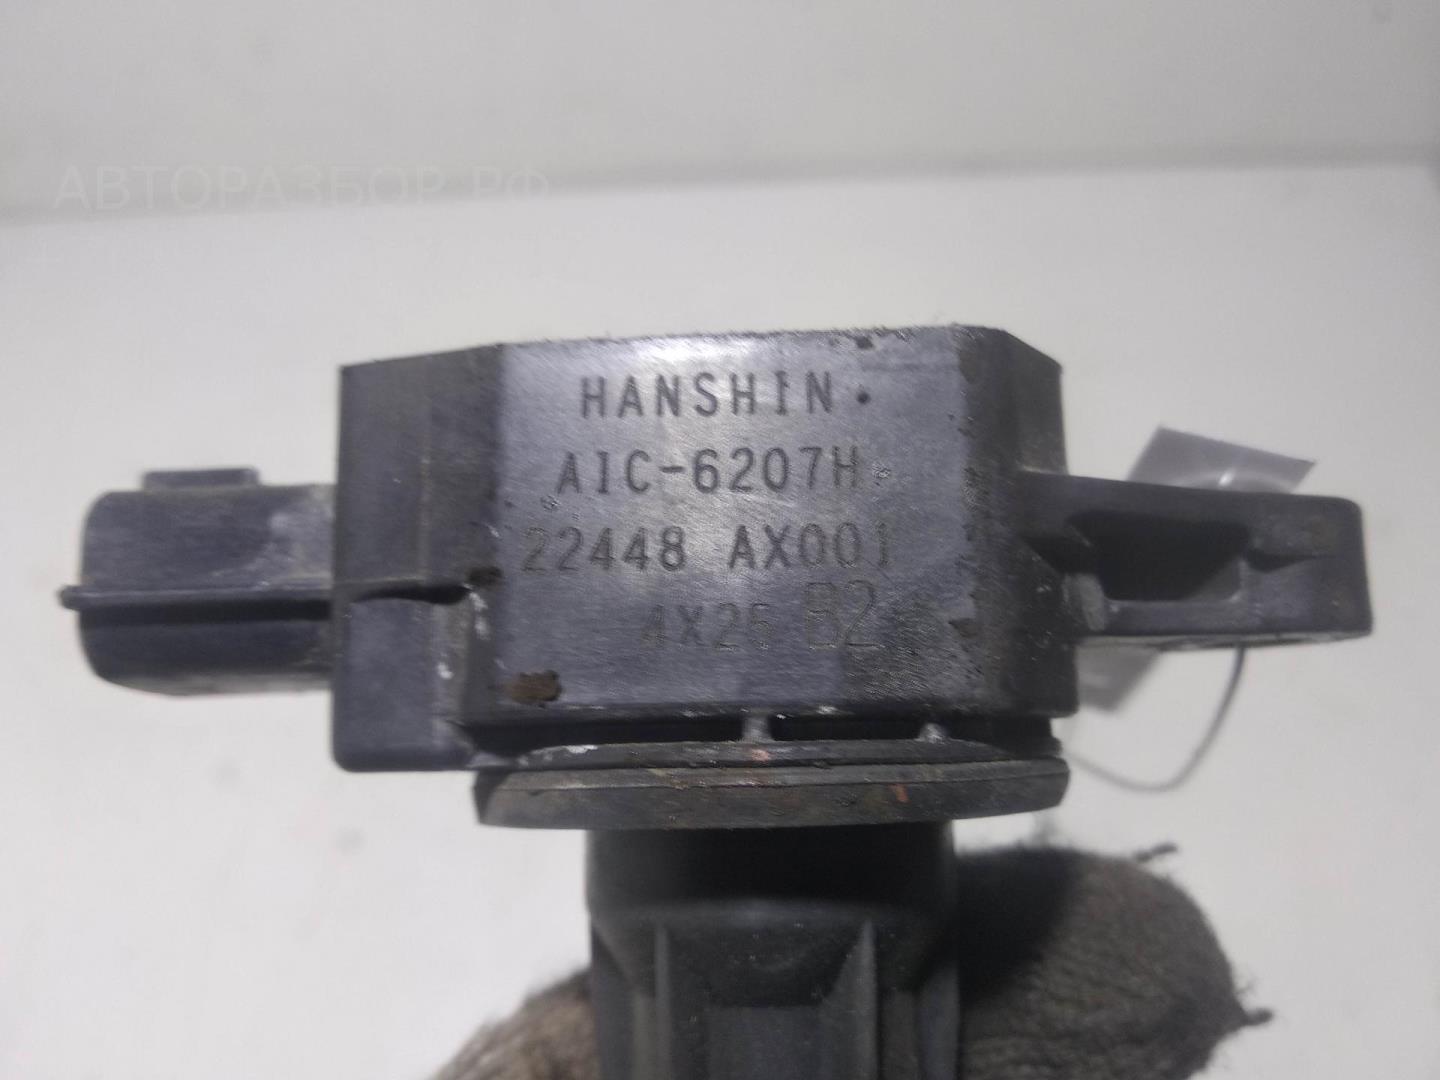 АВТОРАЗБОР.РФ
HANSHIN
AIC-6207H
22448 AX001
4X25 B2